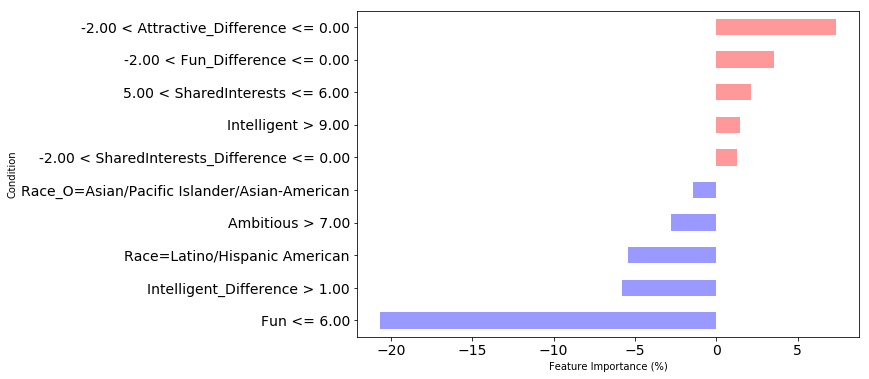 -2.00 < Attractive_Difference <= 0.00
-2.00 < Fun_Difference <= 0.00
5.00 < SharedInterests <= 6.00
Intelligent > 9.00
-2.00 < SharedInterests_Difference <= 0.00
Race_O=Asian/Pacific Islander/Asian-American
Ambitious > 7.00
Race=Latino/Hispanic American
Intelligent_Difference > 1.00
Fun <= 6.00
Condition
−20 −15 −10 −5 0 5
Feature Importance (%)